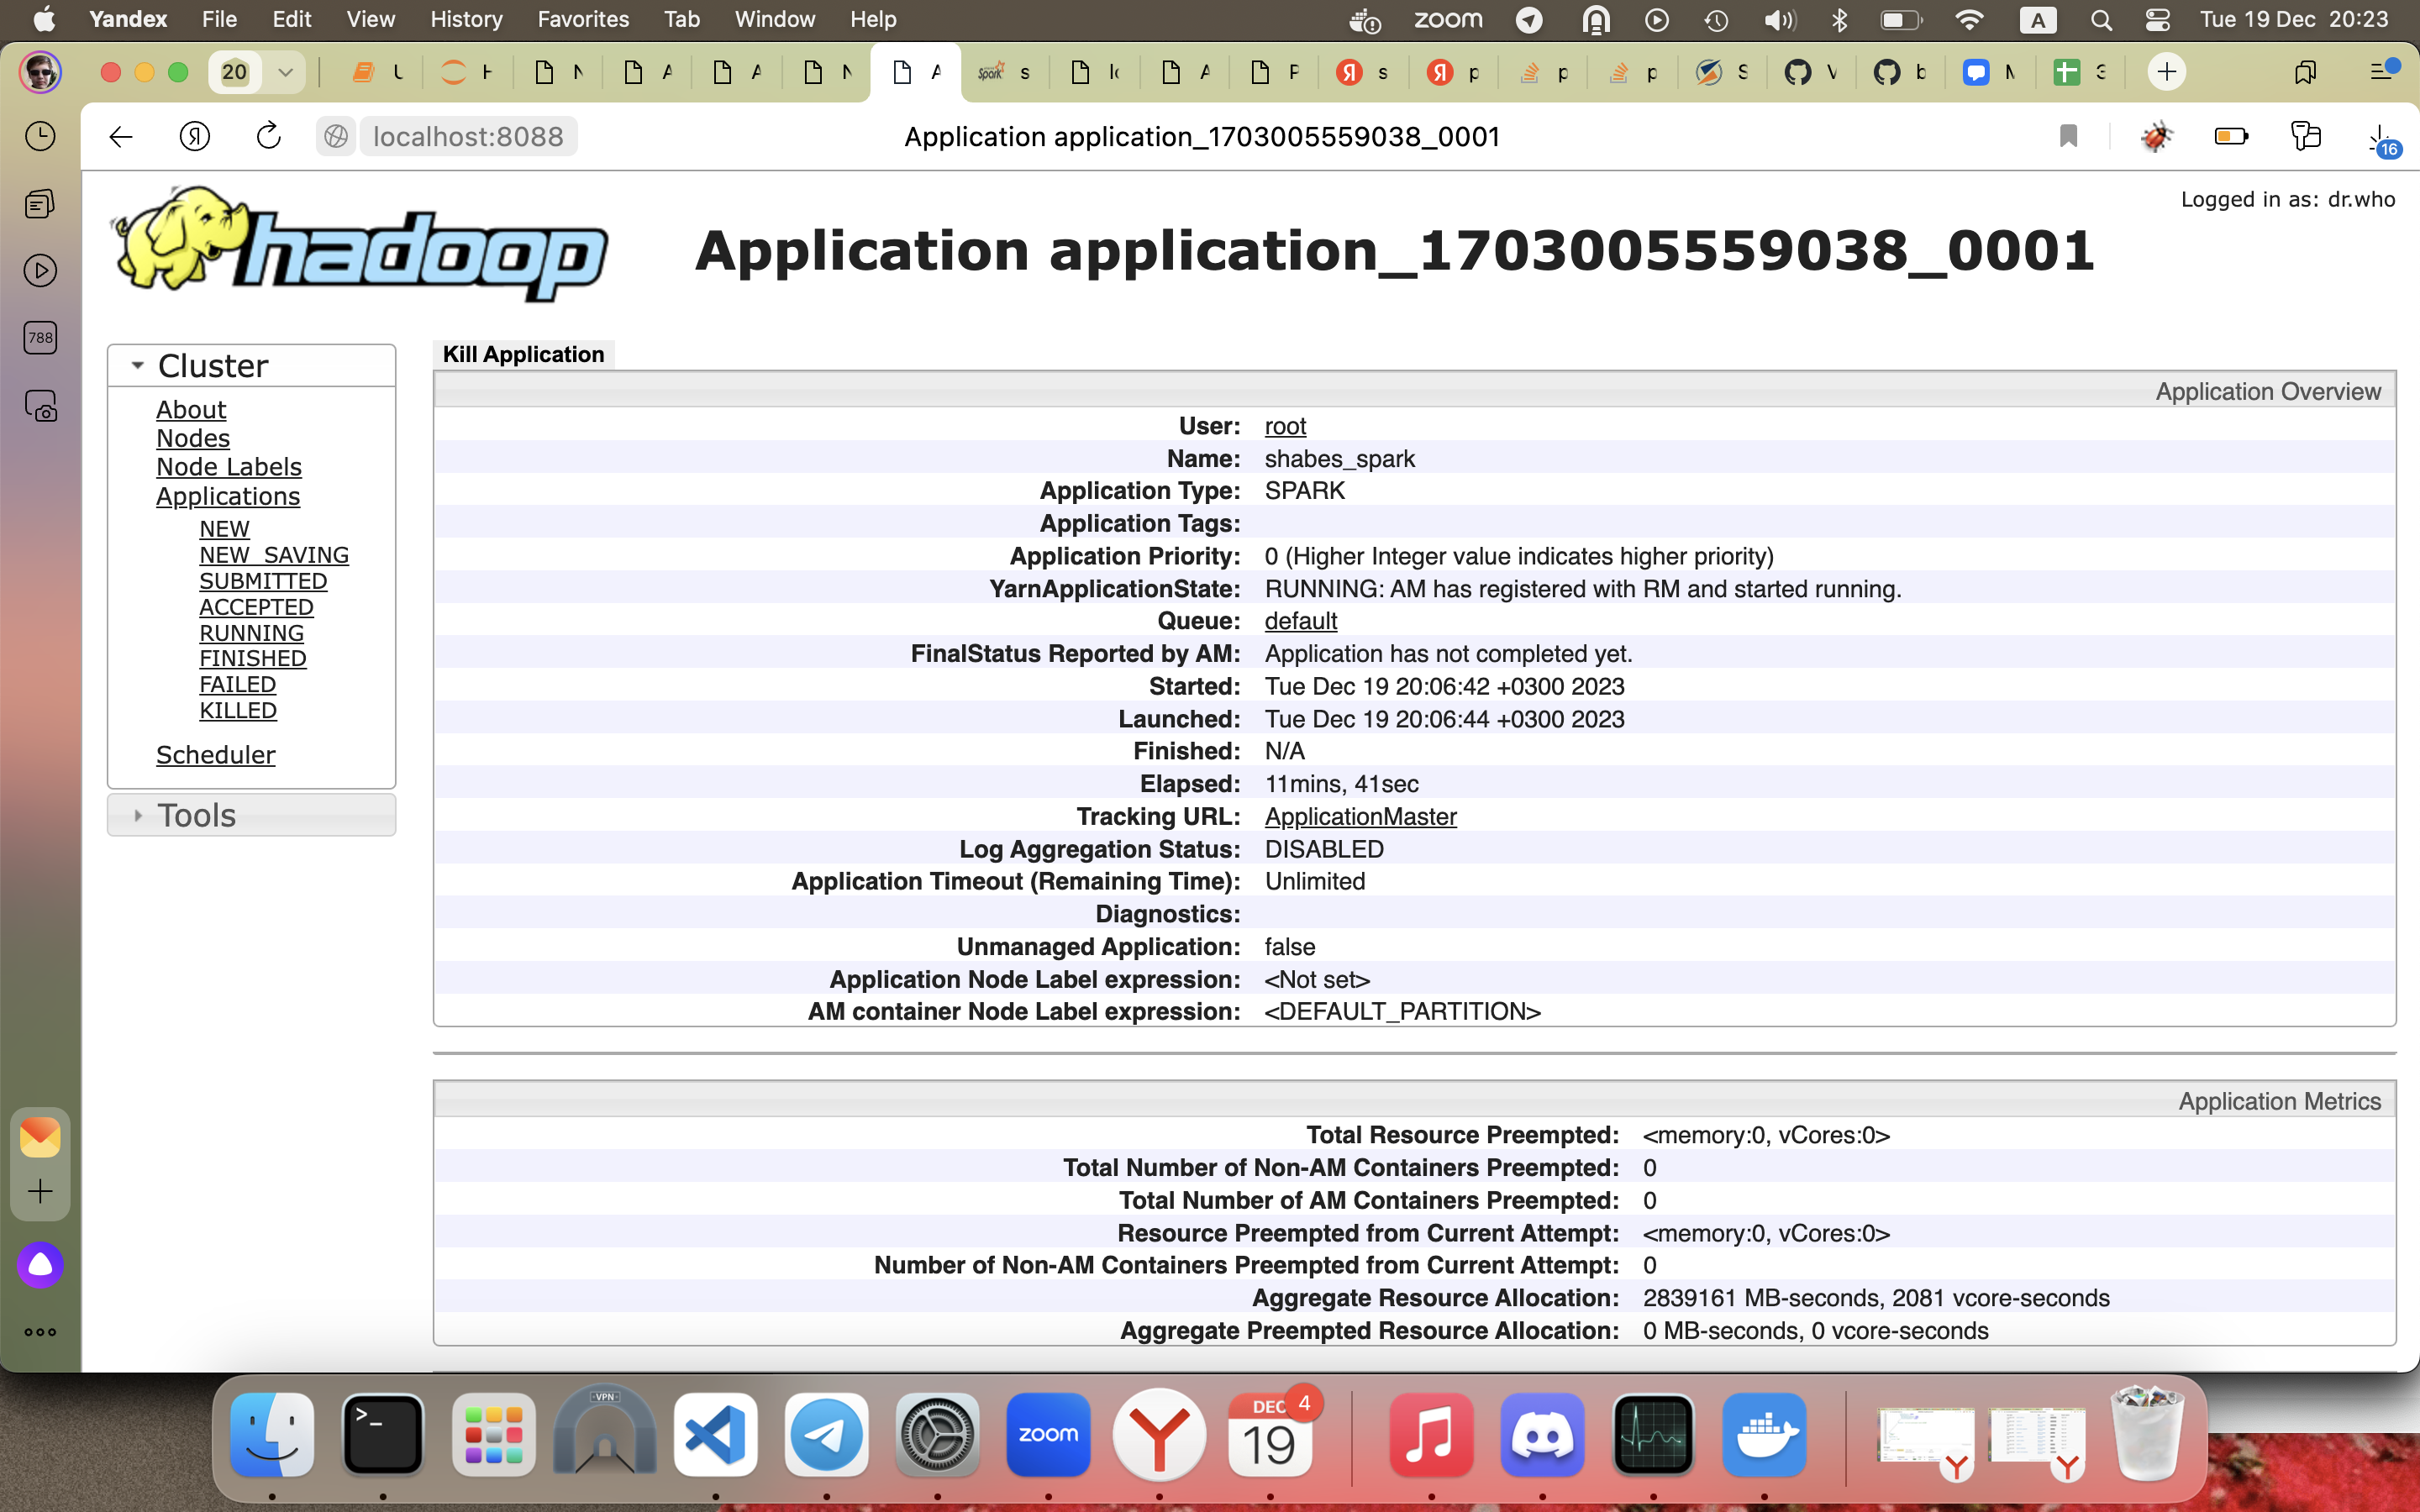 Yandex File Edit View History Favorites Tab Window Help zoom A Tue 19 Dec 20:23
20
localhost:8088 Application application_1703005559038_0001 16
788
Logged in as: dr.who
hadoop
Application application_1703005559038_0001
Cluster
About
Nodes
Node Labels
Applications
NEW
NEW_SAVING
SUBMITTED
ACCEPTED
RUNNING
FINISHED
FAILED
KILLED
Scheduler
Tools
Kill Application
Application Overview
User: root
Name: shabes_spark
Application Type: SPARK
Application Tags:
Application Priority: 0 (Higher Integer value indicates higher priority)
YarnApplicationState: RUNNING: AM has registered with RM and started running.
Queue: default
FinalStatus Reported by AM: Application has not completed yet.
Started: Tue Dec 19 20:06:42 +0300 2023
Launched: Tue Dec 19 20:06:44 +0300 2023
Finished: N/A
Elapsed: 11mins, 41sec
Tracking URL: ApplicationMaster
Log Aggregation Status: DISABLED
Application Timeout (Remaining Time): Unlimited
Diagnostics:
Unmanaged Application: false
Application Node Label expression: <Not set>
AM container Node Label expression: <DEFAULT_PARTITION>
Application Metrics
Total Resource Preempted: <memory:0, vCores:0>
Total Number of Non-AM Containers Preempted: 0
Total Number of AM Containers Preempted: 0
Resource Preempted from Current Attempt: <memory:0, vCores:0>
Number of Non-AM Containers Preempted from Current Attempt: 0
Aggregate Resource Allocation: 2839161 MB-seconds, 2081 vcore-seconds
Aggregate Preempted Resource Allocation: 0 MB-seconds, 0 vcore-seconds
VPN
zoom
DEC 4
19